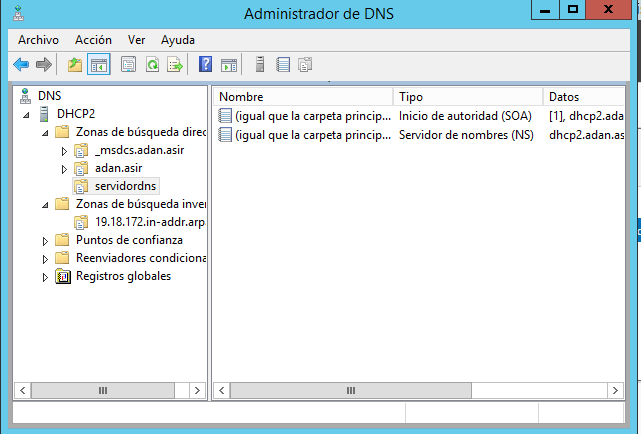 Administrador de DNS
Archivo Acción Ver Ayuda
DNS
DHCP2
Zonas de búsqueda direc
_msdcs.adan.asir
adan.asir
servidordns
Zonas de búsqueda inver
19.18.172.in-addr.arp
Puntos de confianza
Reenviadores condiciona
Registros globales
Nombre Tipo Datos
(igual que la carpeta princip... Inicio de autoridad (SOA) [1], dhcp2.ada
(igual que la carpeta princip... Servidor de nombres (NS) dhcp2.adan.as